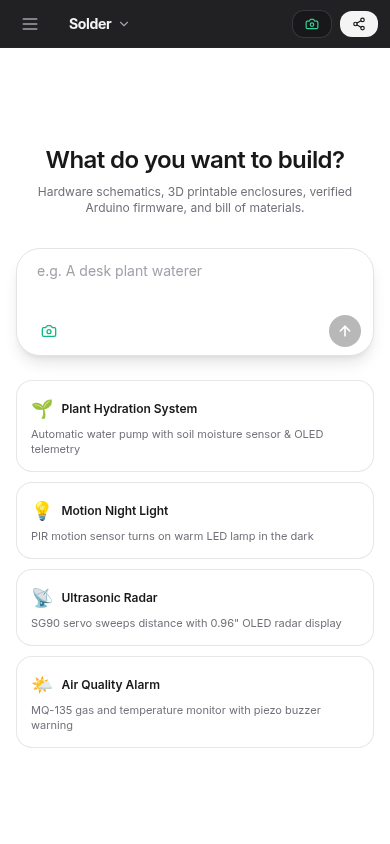 Solder
What do you want to build?
Hardware schematics, 3D printable enclosures, verified
Arduino firmware, and bill of materials.
e.g. A desk plant waterer
Plant Hydration System
Automatic water pump with soil moisture sensor & OLED
telemetry
Motion Night Light
PIR motion sensor turns on warm LED lamp in the dark
Ultrasonic Radar
SG90 servo sweeps distance with 0.96" OLED radar display
Air Quality Alarm
MQ-135 gas and temperature monitor with piezo buzzer
warning